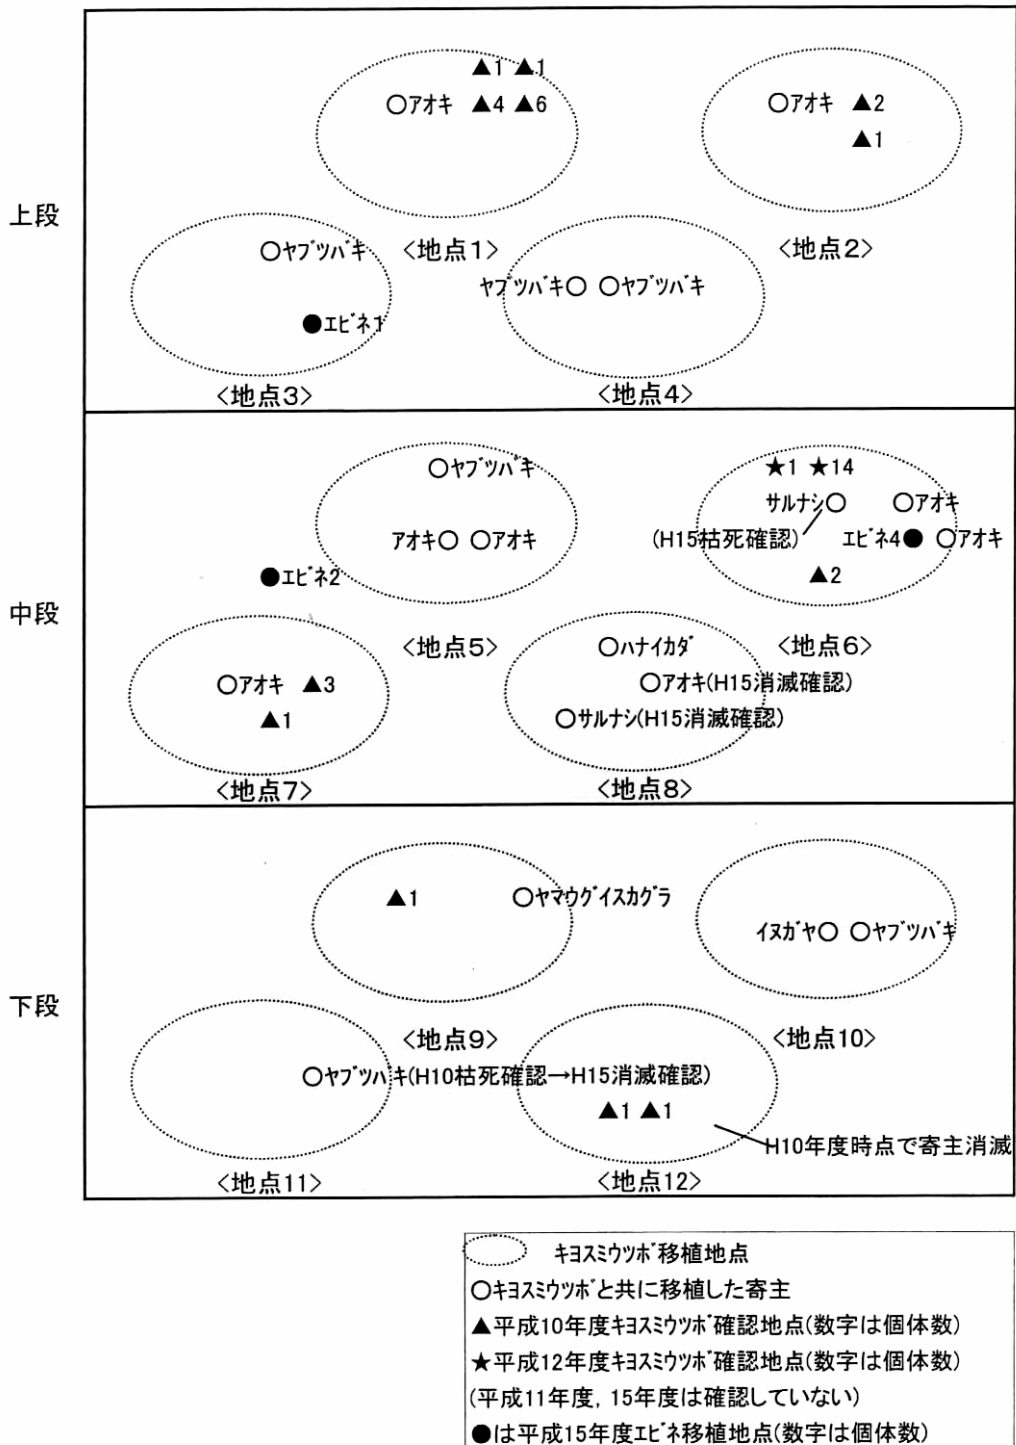 上段
▲1 ▲1
○アオキ ▲4 ▲6
<地点1>
○アオキ ▲2
▲1
<地点2>
○ヤブツバキ
●エビネ1
<地点3>
ヤブツバキ○ ○ヤブツバキ
<地点4>
中段
○ヤブツバキ
アオキ○ ○アオキ
<地点5>
★1 ★14
サルナシ○ ○アオキ
(H15枯死確認) エビネ4● ○アオキ
▲2
<地点6>
●エビネ2
○アオキ ▲3
▲1
<地点7>
○ハナイカダ
○アオキ(H15消滅確認)
○サルナシ(H15消滅確認)
<地点8>
下段
▲1 ○ヤマウグイスカグラ
<地点9>
イヌガヤ○ ○ヤブツバキ
<地点10>
○ヤブツバキ(H10枯死確認→H15消滅確認)
<地点11>
▲1 ▲1
H10年度時点で寄主消滅
<地点12>
キヨスミウツボ移植地点
○キヨスミウツボと共に移植した寄主
▲平成10年度キヨスミウツボ確認地点(数字は個体数)
★平成12年度キヨスミウツボ確認地点(数字は個体数)
(平成11年度, 15年度は確認していない)
●は平成15年度エビネ移植地点(数字は個体数)